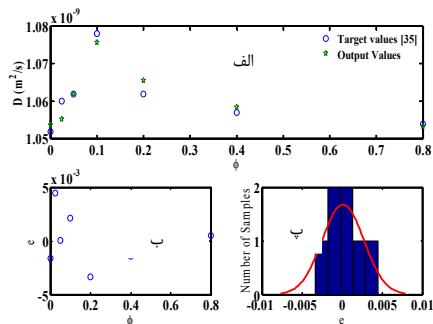 1.08 x 10^-9
1.07
1.06
1.05
D (m²/s)
الف
Target values [35]
Output Values
0 0.1 0.2 0.3 0.4 0.5 0.6 0.7 0.8
ϕ
5 x 10^-3
0
-5
e
ب
0 0.2 0.4 0.6 0.8
ϕ
2
1
0
Number of Samples
پ
-0.01 -0.005 0 0.005 0.01
e